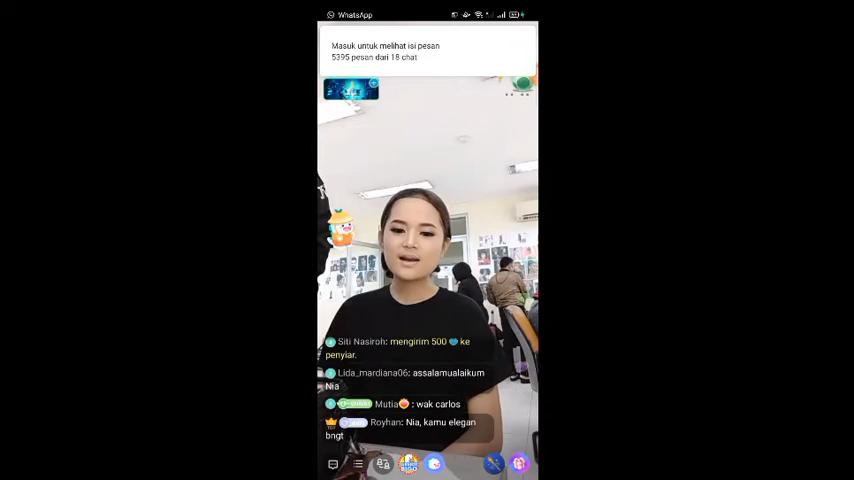 WhatsApp
Masuk untuk melihat isi pesan
5395 pesan dari 18 chat
Siti Nasiroh: mengirim 500 ke
penyiar.
Lida_mardiana06: assalamualaikum
Nia
Mutia : wak carlos
Royhan: Nia, kamu elegan
bngt